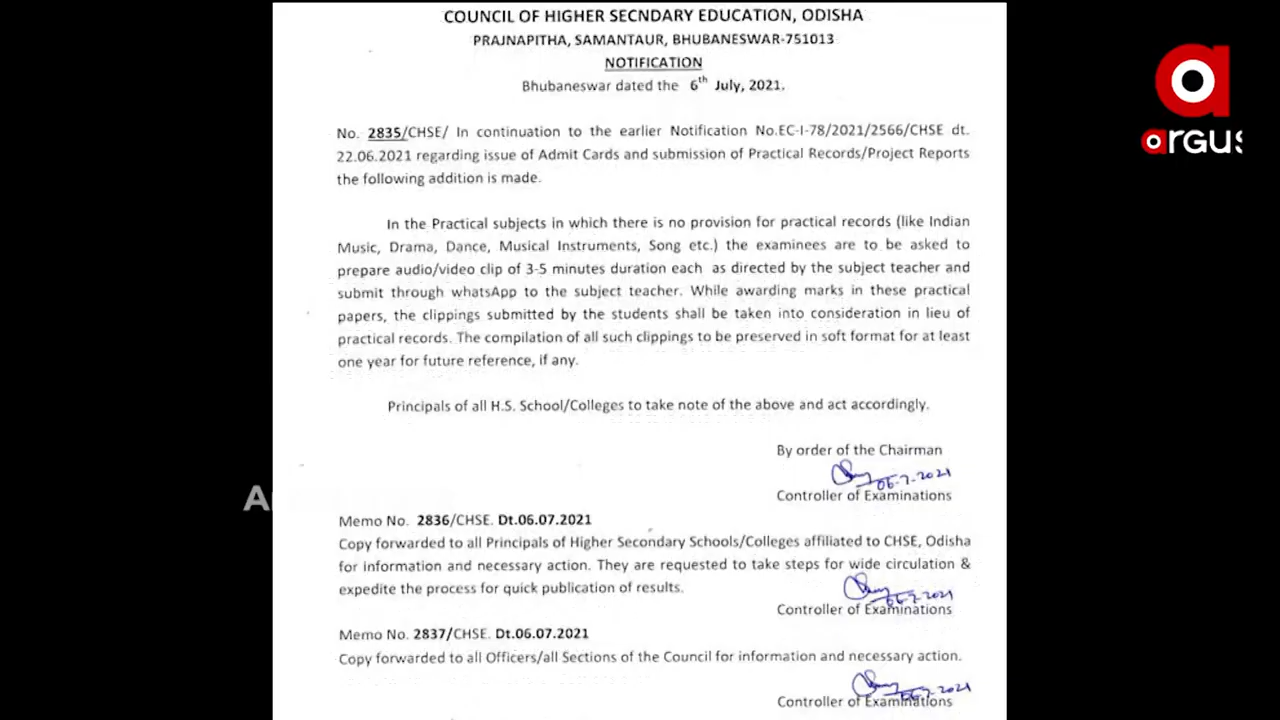 COUNCIL OF HIGHER SECNDARY EDUCATION, ODISHA
PRAJNAPITHA, SAMANTAUR, BHUBANESWAR-751013
NOTIFICATION
Bhubaneswar dated the 6th July, 2021.
No. 2835/CHSE/ In continuation to the earlier Notification No.EC-I-78/2021/2566/CHSE dt.
22.06.2021 regarding issue of Admit Cards and submission of Practical Records/Project Reports
the following addition is made.
In the Practical subjects in which there is no provision for practical records (like Indian
Music, Drama, Dance, Musical Instruments, Song etc.) the examinees are to be asked to
prepare audio/video clip of 3-5 minutes duration each as directed by the subject teacher and
submit through whatsApp to the subject teacher. While awarding marks in these practical
papers, the clippings submitted by the students shall be taken into consideration in lieu of
practical records. The compilation of all such clippings to be preserved in soft format for at least
one year for future reference, if any.
Principals of all H.S. School/Colleges to take note of the above and act accordingly.
By order of the Chairman
06.7.2021
Controller of Examinations
Memo No. 2836/CHSE. Dt.06.07.2021
Copy forwarded to all Principals of Higher Secondary Schools/Colleges affiliated to CHSE, Odisha
for information and necessary action. They are requested to take steps for wide circulation &
expedite the process for quick publication of results.
06.7.2021
Controller of Examinations
Memo No. 2837/CHSE. Dt.06.07.2021
Copy forwarded to all Officers/all Sections of the Council for information and necessary action.
06.7.2021
Controller of Examinations
argus